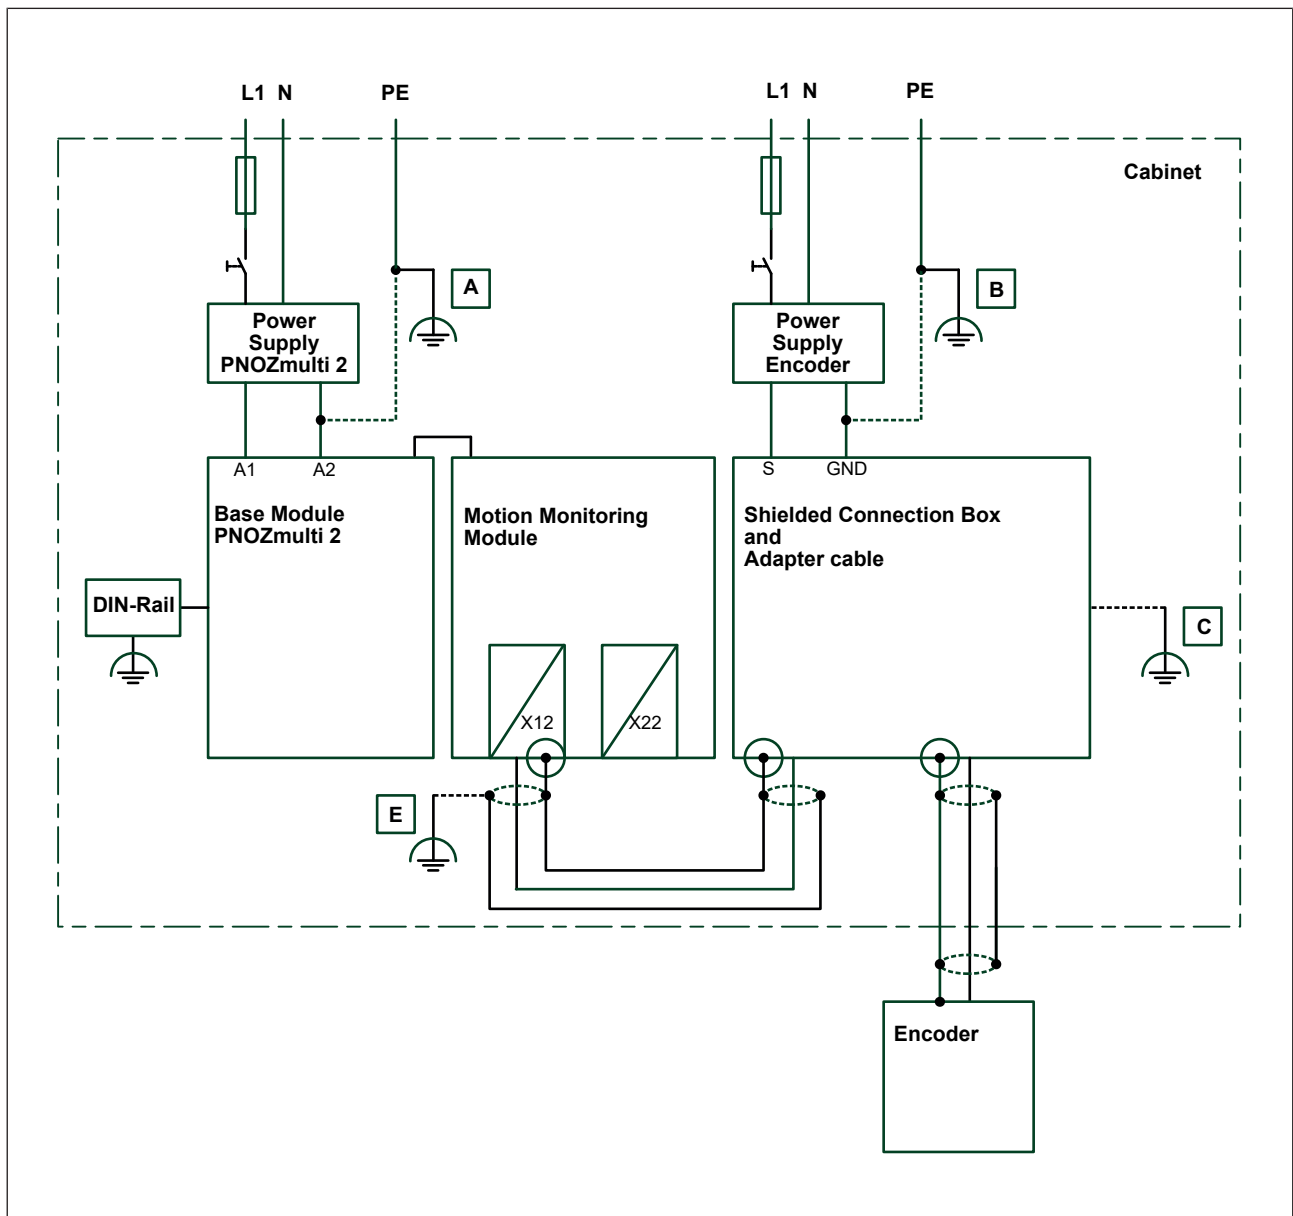 L1 N PE
L1 N PE
Cabinet
A
B
Power
Supply
PNOZmulti 2
Power
Supply
Encoder
A1 A2
S GND
Base Module
PNOZmulti 2
Motion Monitoring
Module
Shielded Connection Box
and
Adapter cable
DIN-Rail
C
X12
X22
E
Encoder